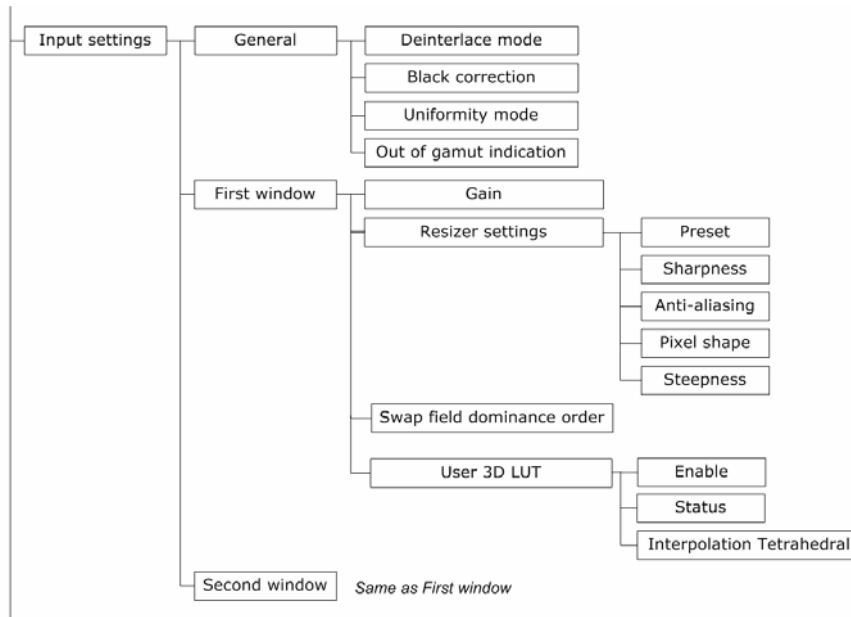 Input settings
General
Deinterlace mode
Black correction
Uniformity mode
Out of gamut indication
First window
Gain
Resizer settings
Preset
Sharpness
Anti-aliasing
Pixel shape
Steepness
Swap field dominance order
User 3D LUT
Enable
Status
Interpolation Tetrahedral
Second window
Same as First window